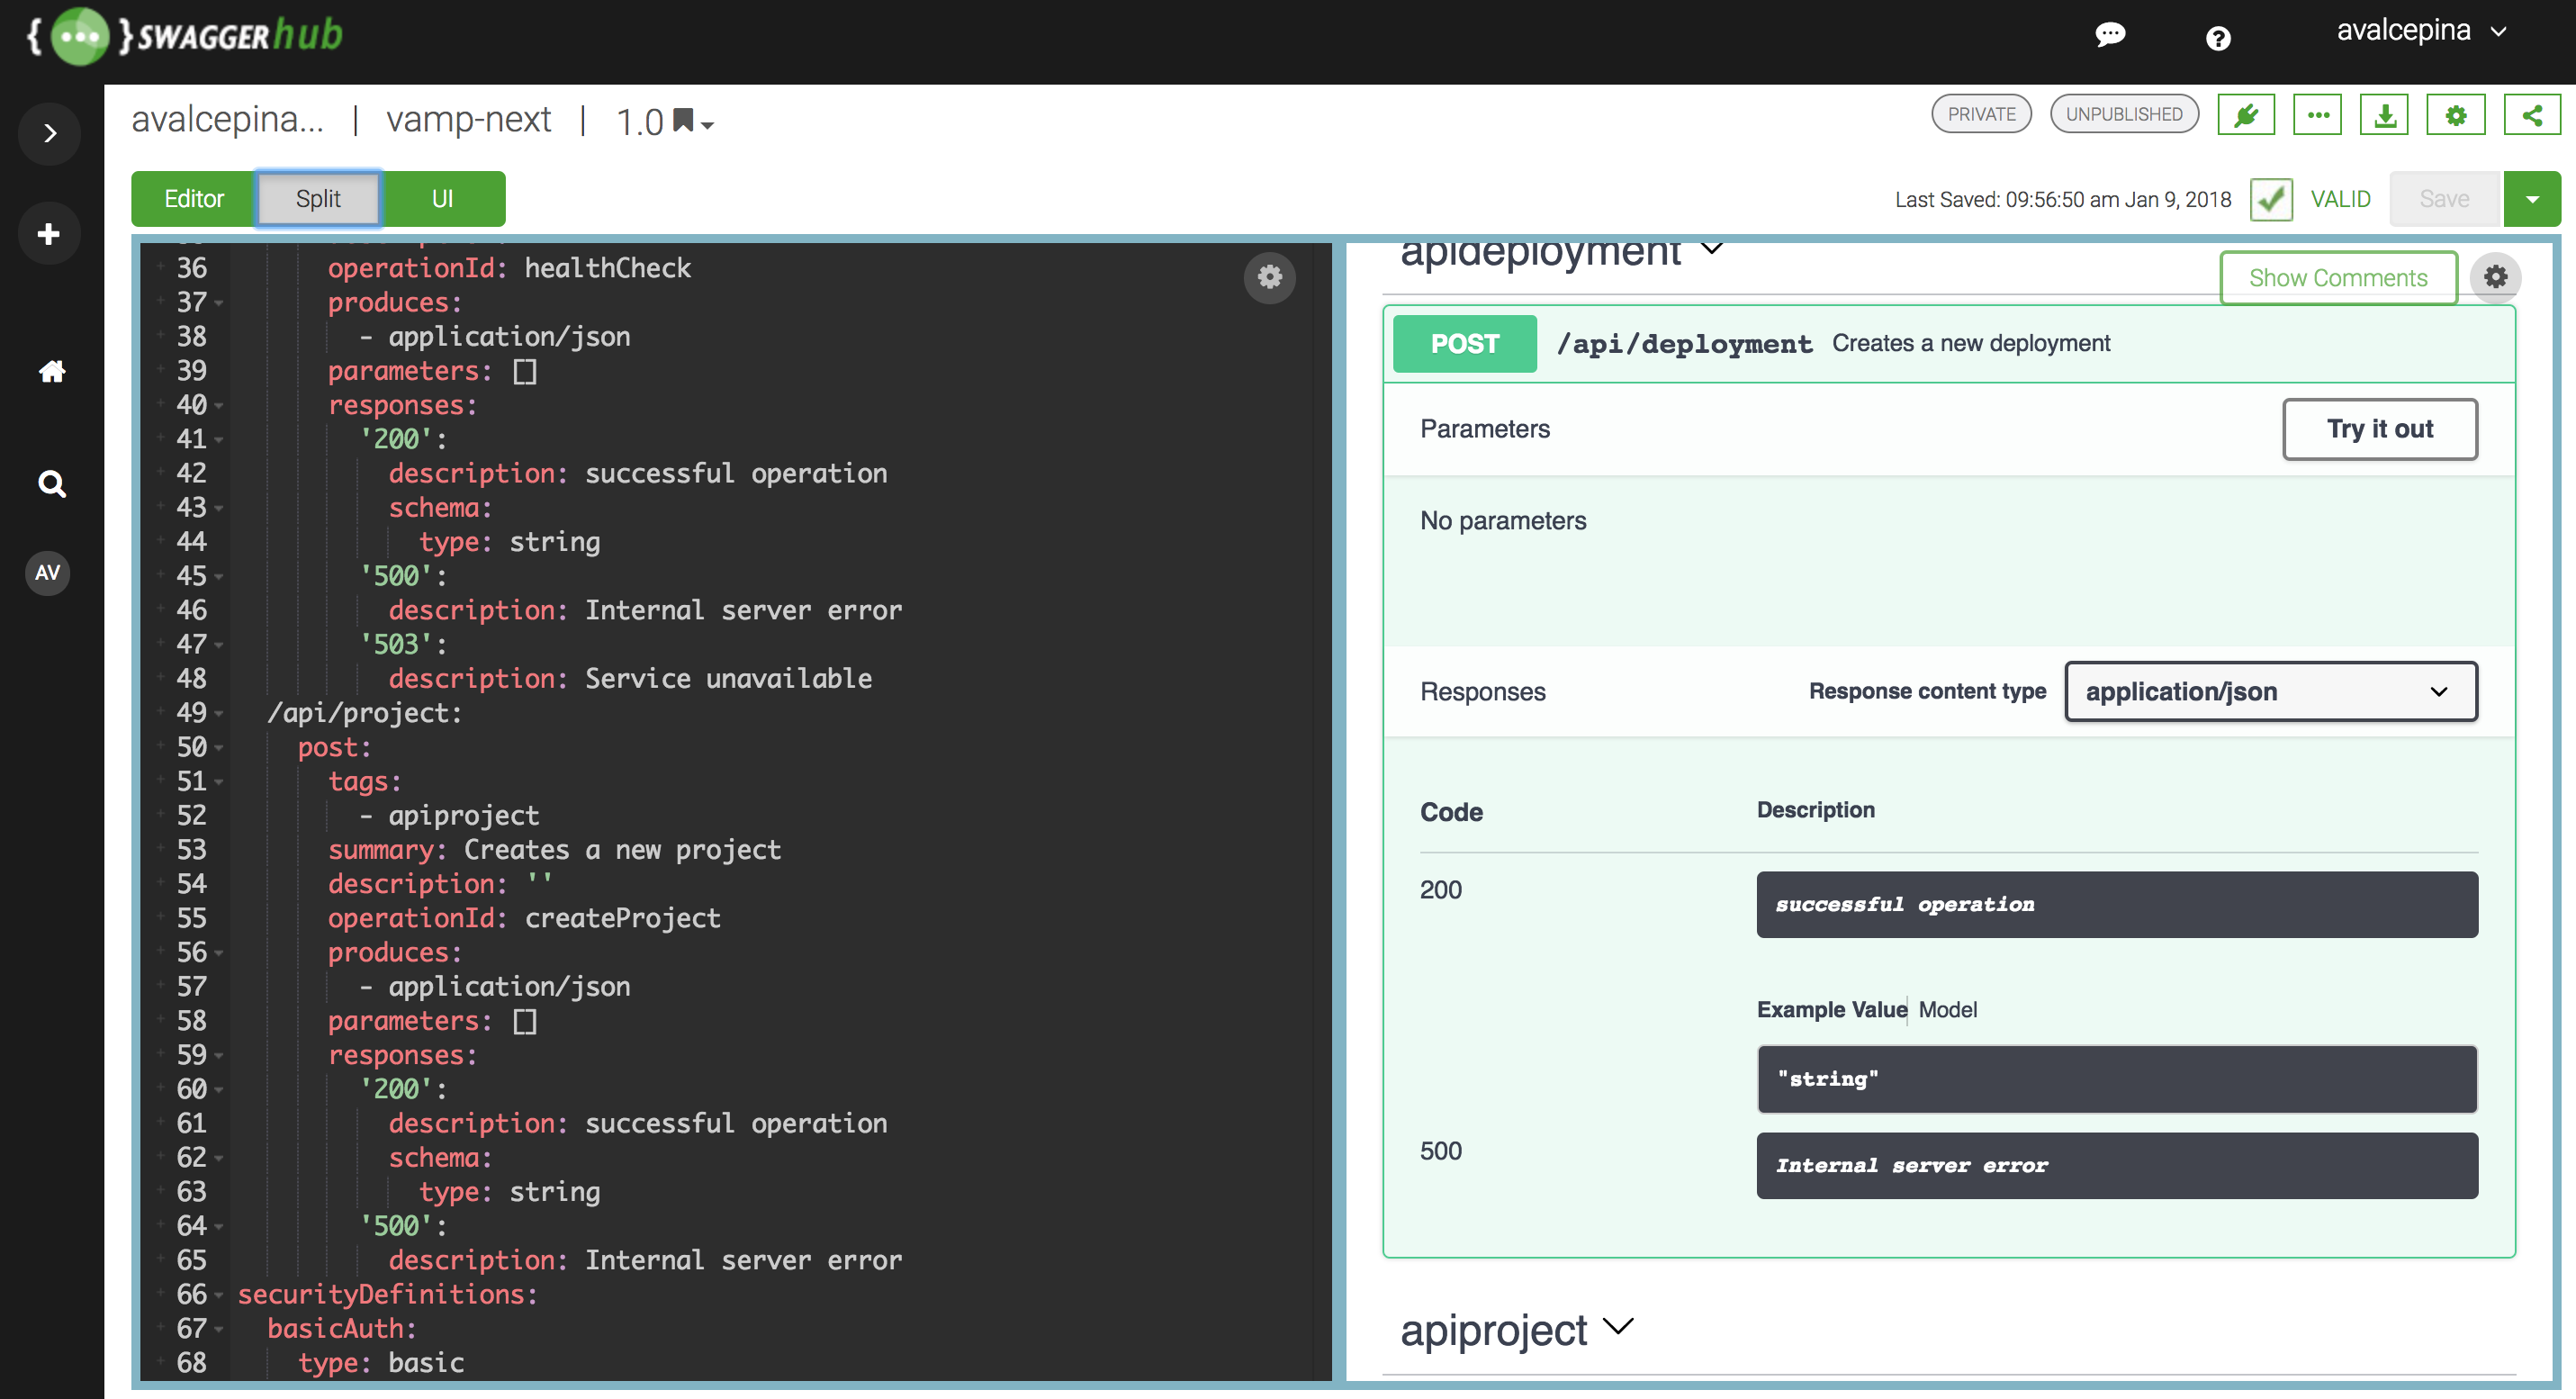 {...} SWAGGERhub
avalcepina
avalcepina... | vamp-next | 1.0
PRIVATE
UNPUBLISHED
Editor
Split
UI
Last Saved: 09:56:50 am Jan 9, 2018
VALID
Save
AV
36 operationId: healthCheck
37 produces:
38 - application/json
39 parameters: []
40 responses:
41 '200':
42 description: successful operation
43 schema:
44 type: string
45 '500':
46 description: Internal server error
47 '503':
48 description: Service unavailable
49 /api/project:
50 post:
51 tags:
52 - apiproject
53 summary: Creates a new project
54 description: ''
55 operationId: createProject
56 produces:
57 - application/json
58 parameters: []
59 responses:
60 '200':
61 description: successful operation
62 schema:
63 type: string
64 '500':
65 description: Internal server error
66 securityDefinitions:
67 basicAuth:
68 type: basic
apideployment
Show Comments
POST /api/deployment Creates a new deployment
Parameters
Try it out
No parameters
Responses
Response content type
application/json
Code
Description
200
successful operation
Example Value Model
"string"
500
Internal server error
apiproject